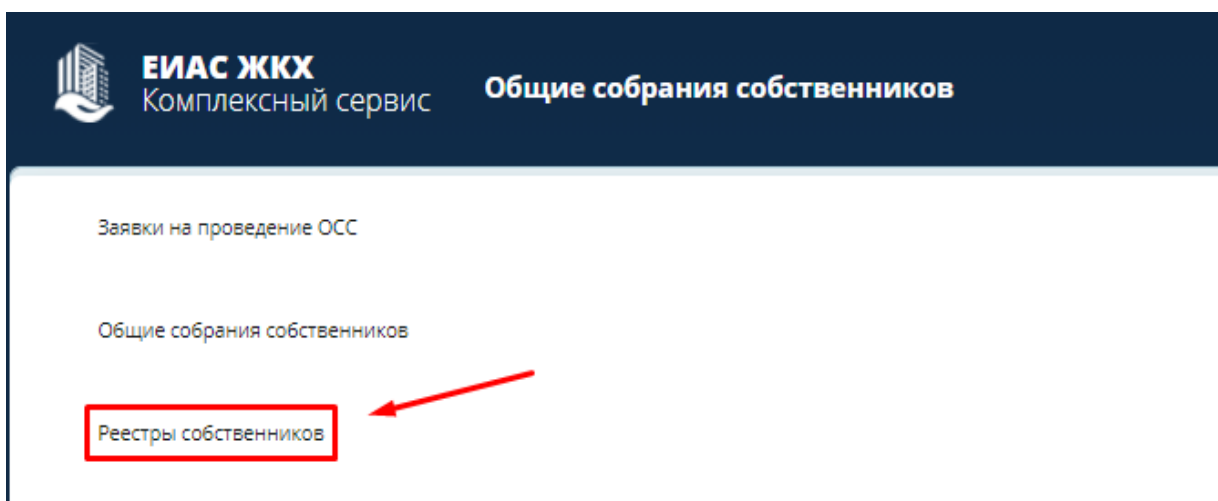 ЕИАС ЖКХ
Комплексный сервис
Общие собрания собственников
Заявки на проведение ОСС
Общие собрания собственников
Реестры собственников